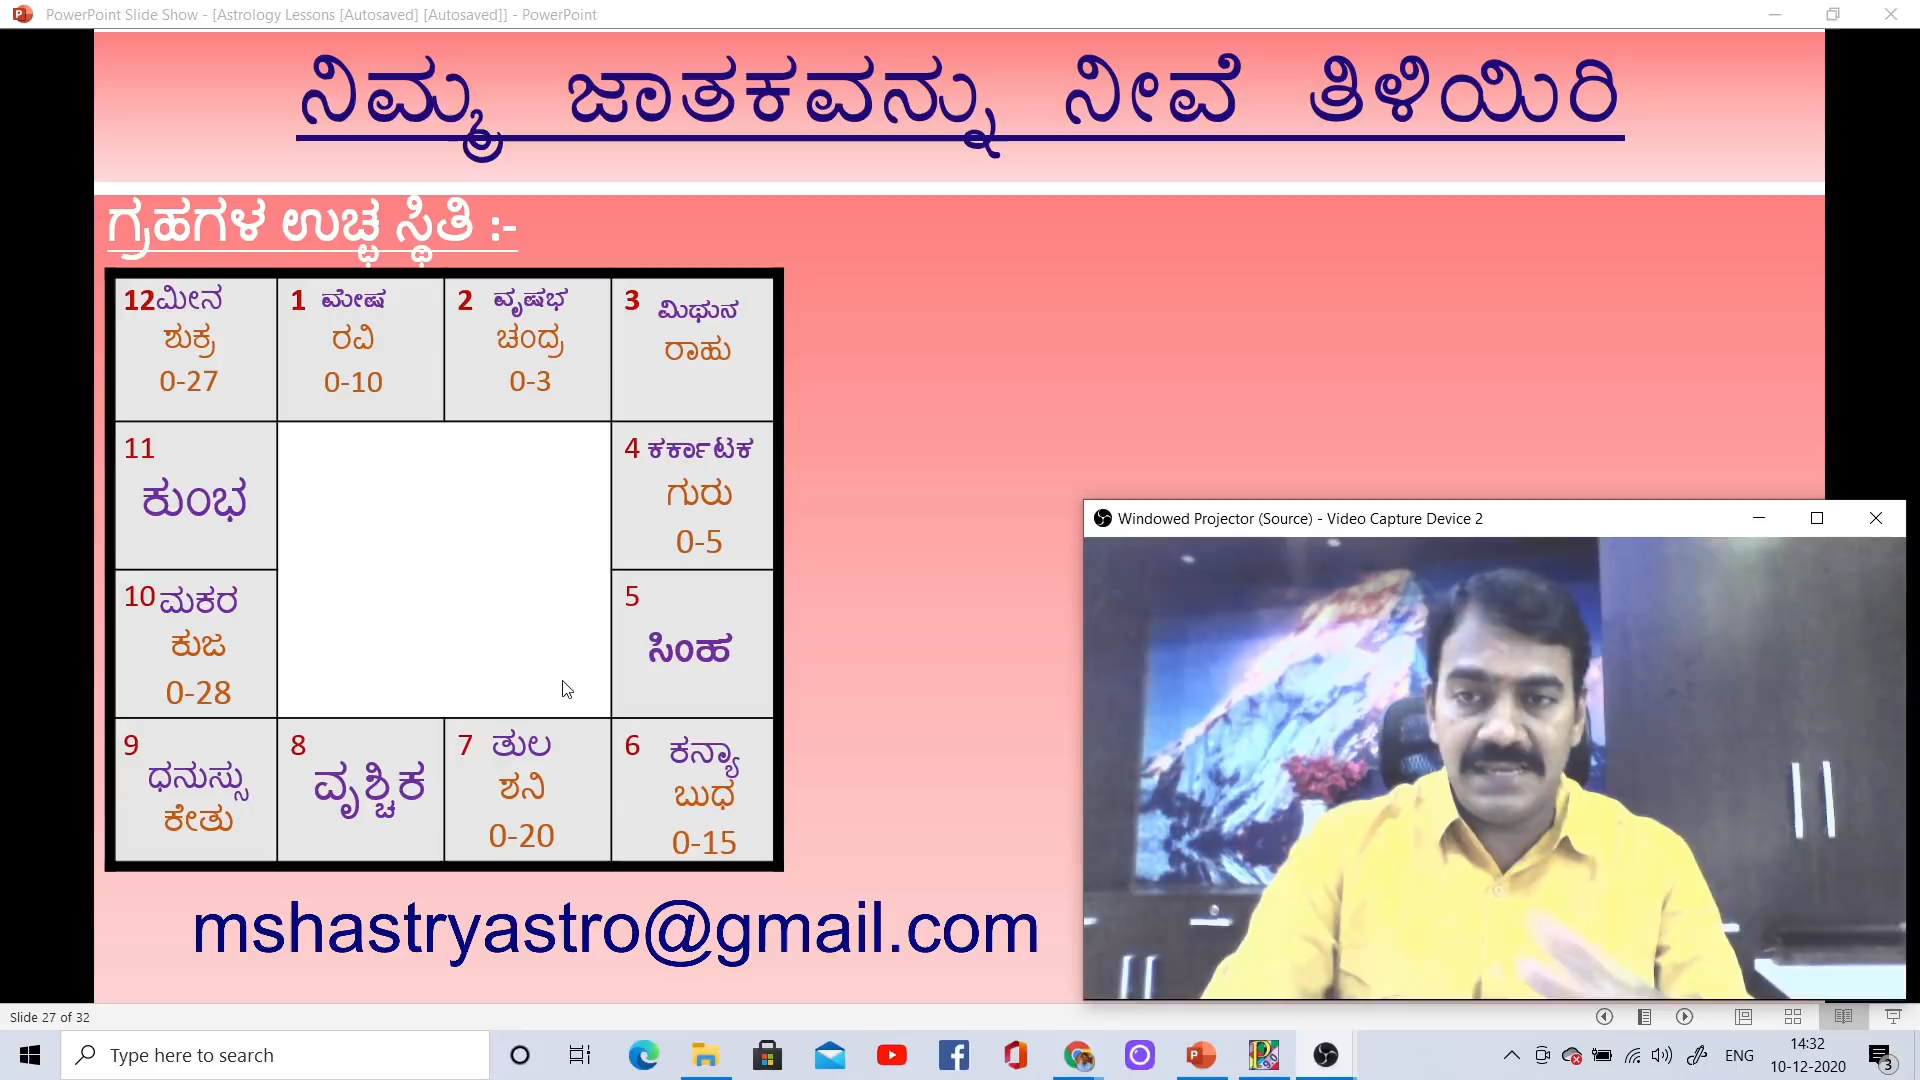 PowerPoint Slide Show - [Astrology Lessons [Autosaved] [Autosaved]] - PowerPoint
ನಿಮ್ಮ ಜಾತಕವನ್ನು ನೀವೆ ತಿಳಿಯಿರಿ
ಗ್ರಹಗಳ ಉಚ್ಛ ಸ್ಥಿತಿ :-
12 ಮೀನ
ಶುಕ್ರ
0-27
1 ಮೇಷ
ರವಿ
0-10
2 ವೃಷಭ
ಚಂದ್ರ
0-3
3 ಮಿಥುನ
ರಾಹು
11
ಕುಂಭ
4 ಕರ್ಕಾಟಕ
ಗುರು
0-5
10 ಮಕರ
ಕುಜ
0-28
5
ಸಿಂಹ
9
ಧನುಸ್ಸು
ಕೇತು
8
ವೃಶ್ಚಿಕ
7 ತುಲ
ಶನಿ
0-20
6 ಕನ್ಯಾ
ಬುಧ
0-15
mshastryastro@gmail.com
Windowed Projector (Source) - Video Capture Device 2
Slide 27 of 32
Type here to search
ENG
14:32
10-12-2020
3